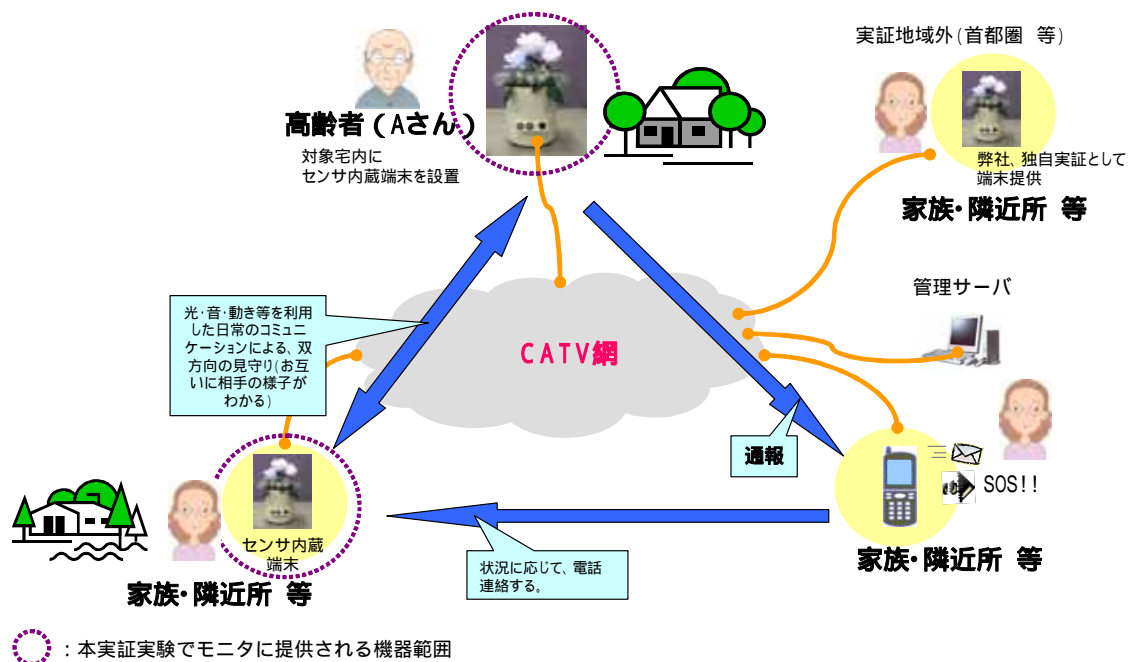 実証地域外(首都圏 等)
高齢者(Aさん)
対象宅内に
センサ内蔵端末を設置
弊社、独自実証として
端末提供
家族・隣近所 等
管理サーバ
光・音・動き等を利用
した日常のコミュニ
ケーションによる、双
方向の見守り(お互
いに相手の様子が
わかる)
CATV網
通報
SOS!!
センサ内蔵
端末
家族・隣近所 等
状況に応じて、電話
連絡する。
家族・隣近所 等
:本実証実験でモニタに提供される機器範囲